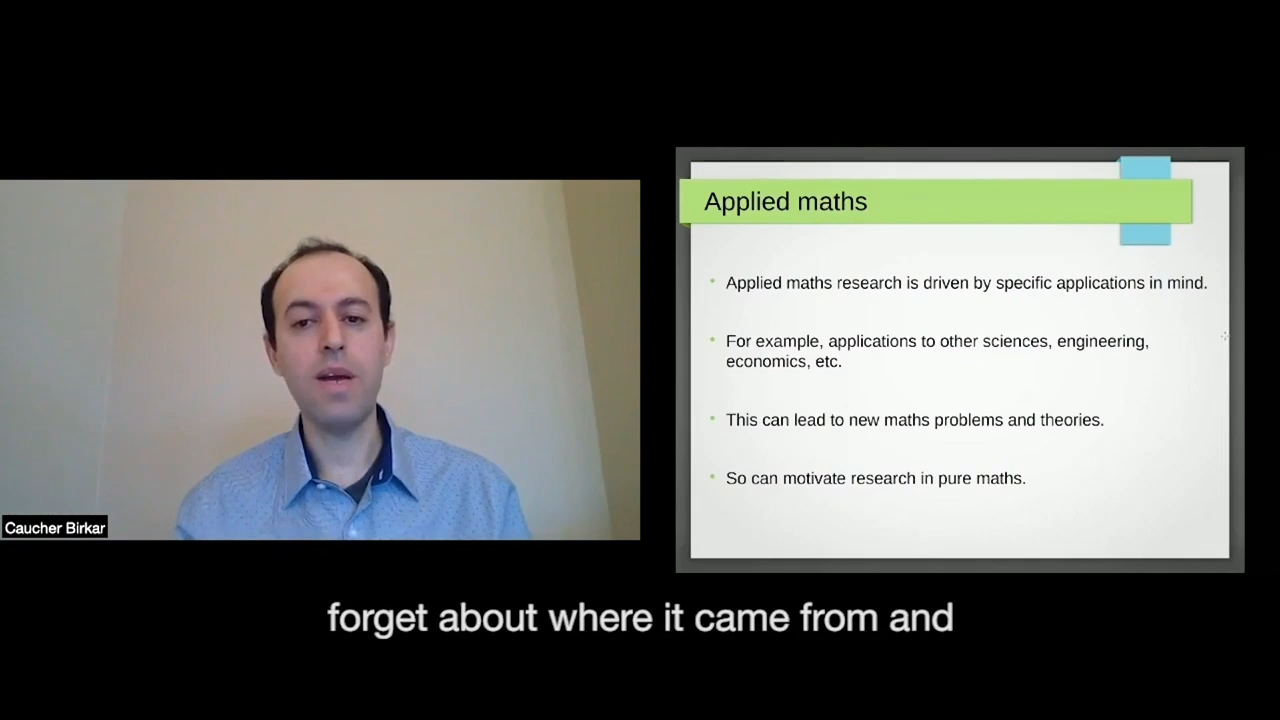 Applied maths
Applied maths research is driven by specific applications in mind.
For example, applications to other sciences, engineering,
economics, etc.
This can lead to new maths problems and theories.
So can motivate research in pure maths.
Caucher Birkar
forget about where it came from and